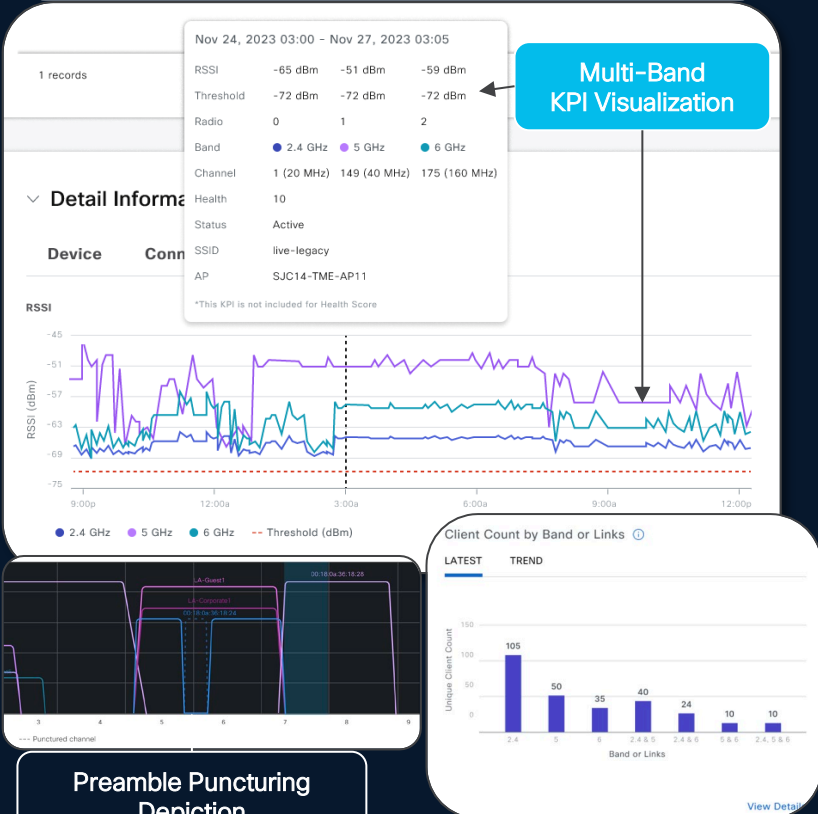 Nov 24, 2023 03:00 - Nov 27, 2023 03:05
RSSI -65 dBm -51 dBm -59 dBm
Threshold -72 dBm -72 dBm -72 dBm
Radio 0 1 2
Band 2.4 GHz 5 GHz 6 GHz
Channel 1 (20 MHz) 149 (40 MHz) 175 (160 MHz)
Health 10
Status Active
SSID live-legacy
AP SJC14-TME-AP11
*This KPI is not included for Health Score
Multi-Band
KPI Visualization
1 records
Detail Informa
Device Conn
RSSI
RSSI (dBm)
-45
-51
-57
-63
-69
-75
9:00p 12:00a 3:00a 6:00a 9:00a 12:00p
2.4 GHz 5 GHz 6 GHz -- Threshold (dBm)
LA-Guest1
LA-Corporate1
00:18:0a:36:18:24
00:18:0a:36:18:28
3 4 5 6 7 8 9
--- Punctured channel
Preamble Puncturing
Depiction
Client Count by Band or Links
LATEST TREND
Unique Client Count
150
100
50
0
105 50 35 40 24 10 10
2.4 5 6 2.4 & 5 2.4 & 6 5 & 6 2.4, 5 & 6
Band or Links
View Details